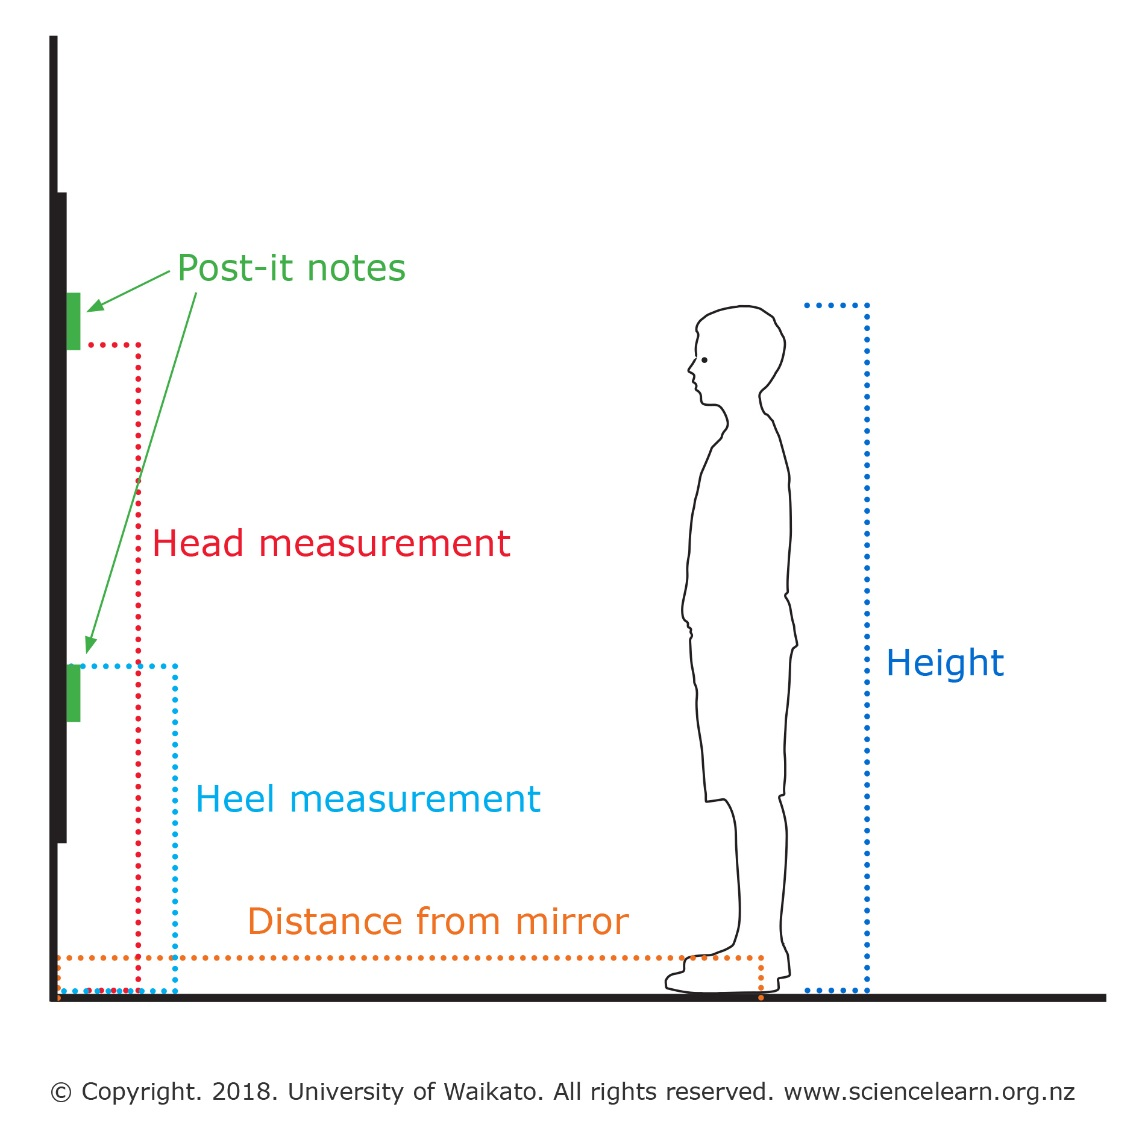 Post-it notes
Head measurement
Height
Heel measurement
Distance from mirror
© Copyright. 2018. University of Waikato. All rights reserved. www.sciencelearn.org.nz